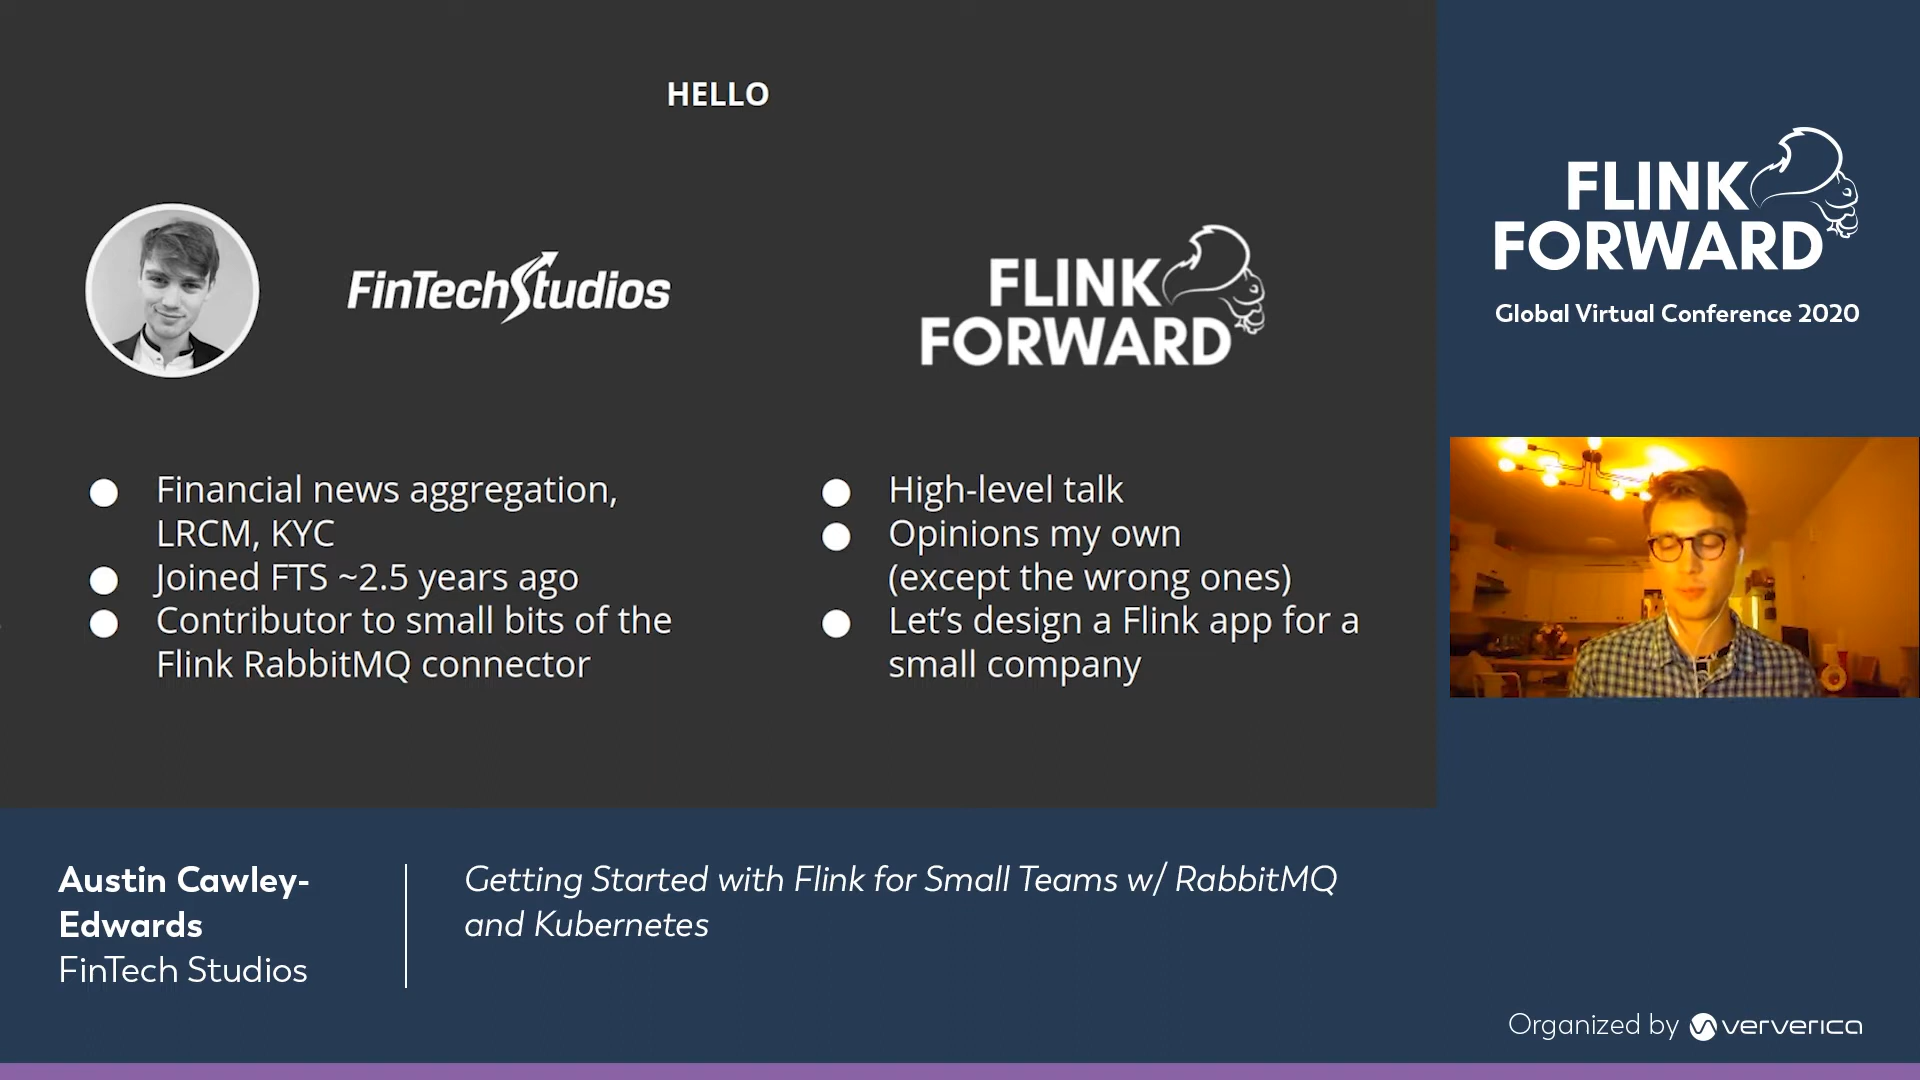 HELLO
FinTechStudios
FLINK
FORWARD
Financial news aggregation,
LRCM, KYC
Joined FTS ~2.5 years ago
Contributor to small bits of the
Flink RabbitMQ connector
High-level talk
Opinions my own
(except the wrong ones)
Let’s design a Flink app for a
small company
FLINK
FORWARD
Global Virtual Conference 2020
Austin Cawley-
Edwards
FinTech Studios
Getting Started with Flink for Small Teams w/ RabbitMQ
and Kubernetes
Organized by ververica